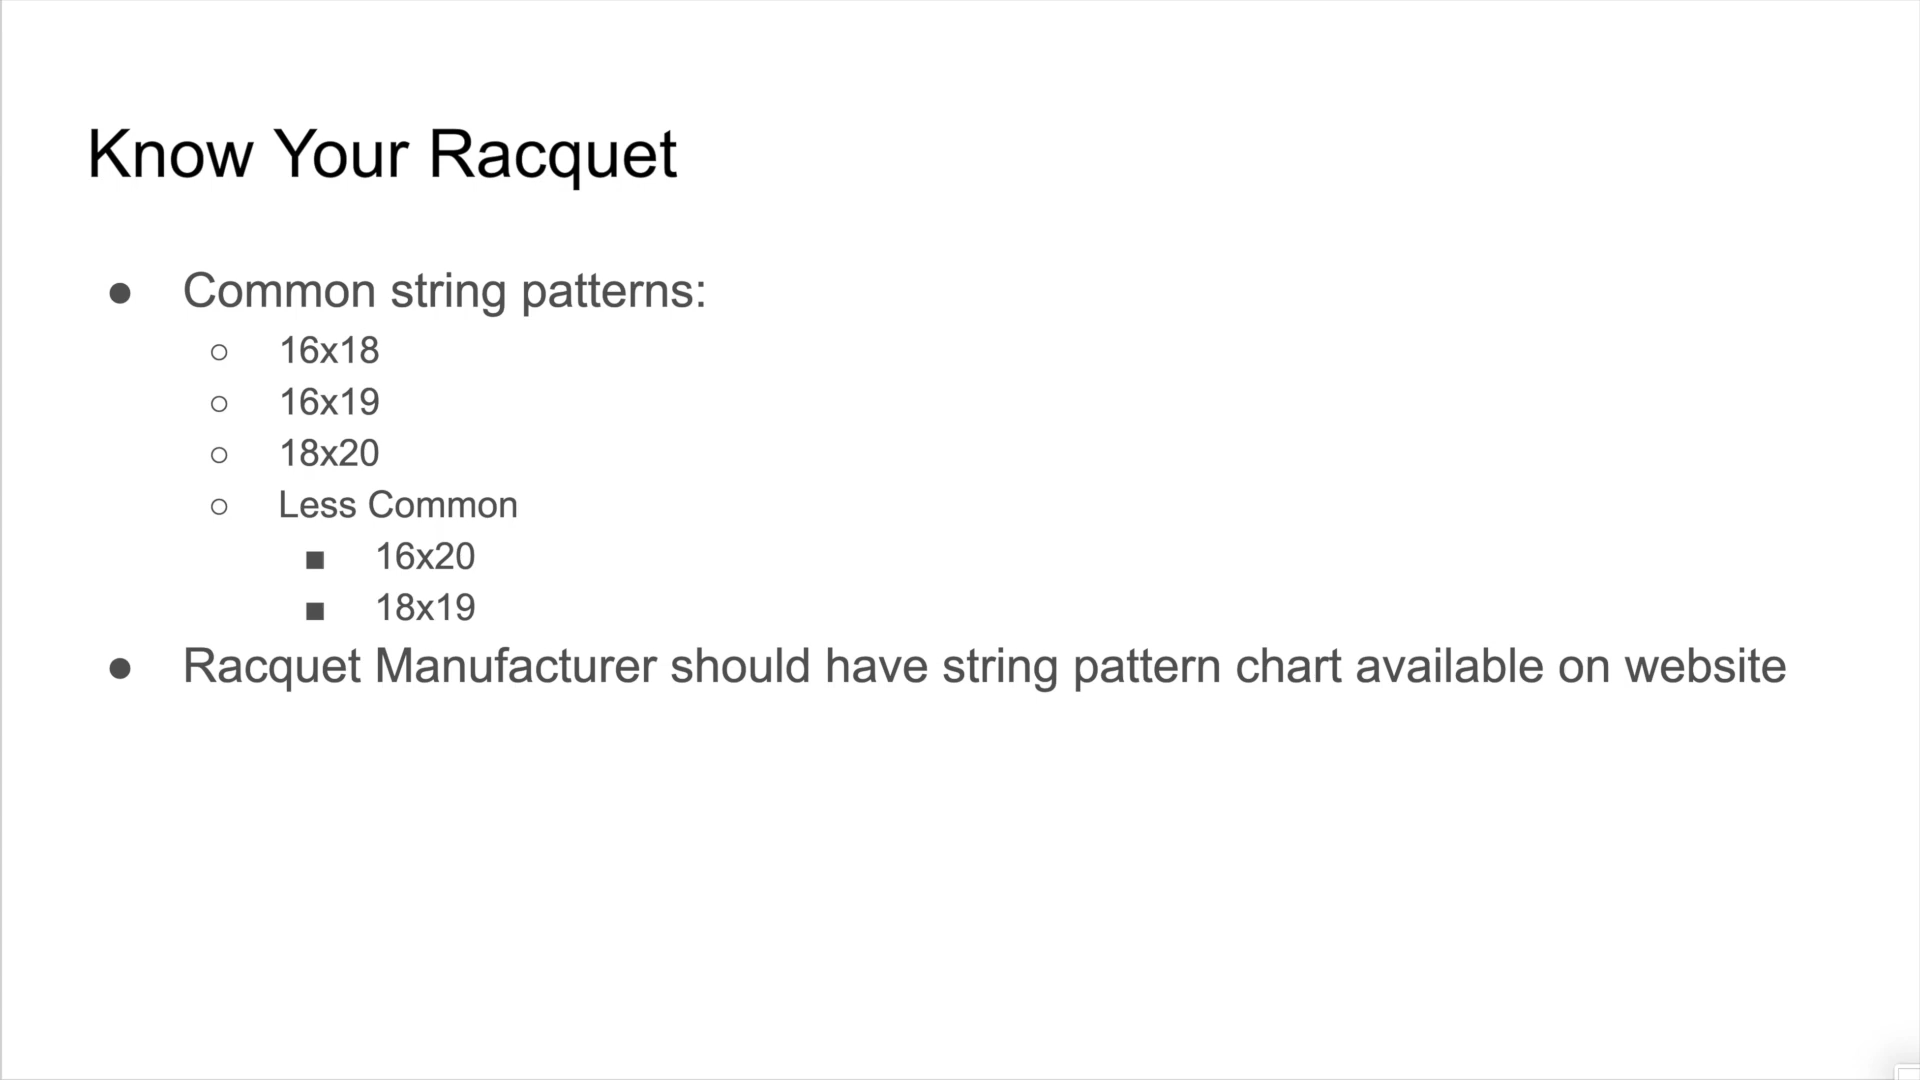 Know Your Racquet
● Common string patterns:
○ 16x18
○ 16x19
○ 18x20
○ Less Common
■ 16x20
■ 18x19
● Racquet Manufacturer should have string pattern chart available on website